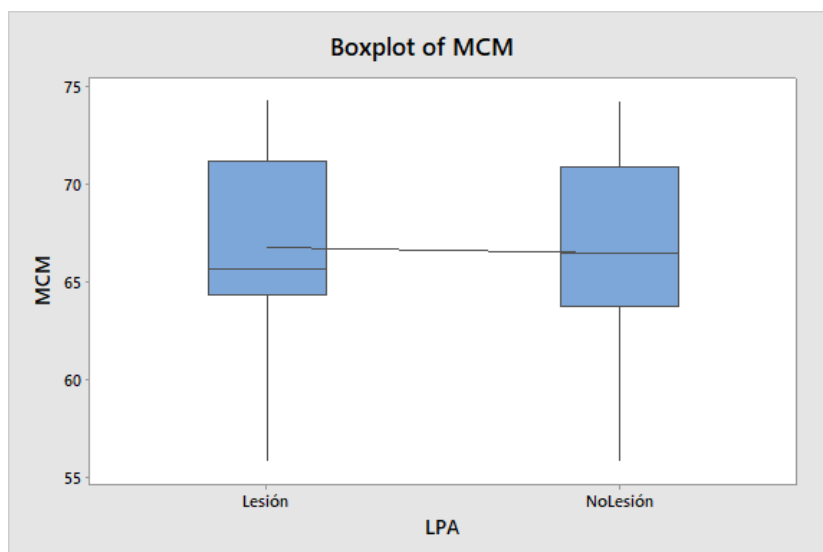 Boxplot of MCM
75
70
65
60
55
MCM
Lesión
NoLesión
LPA